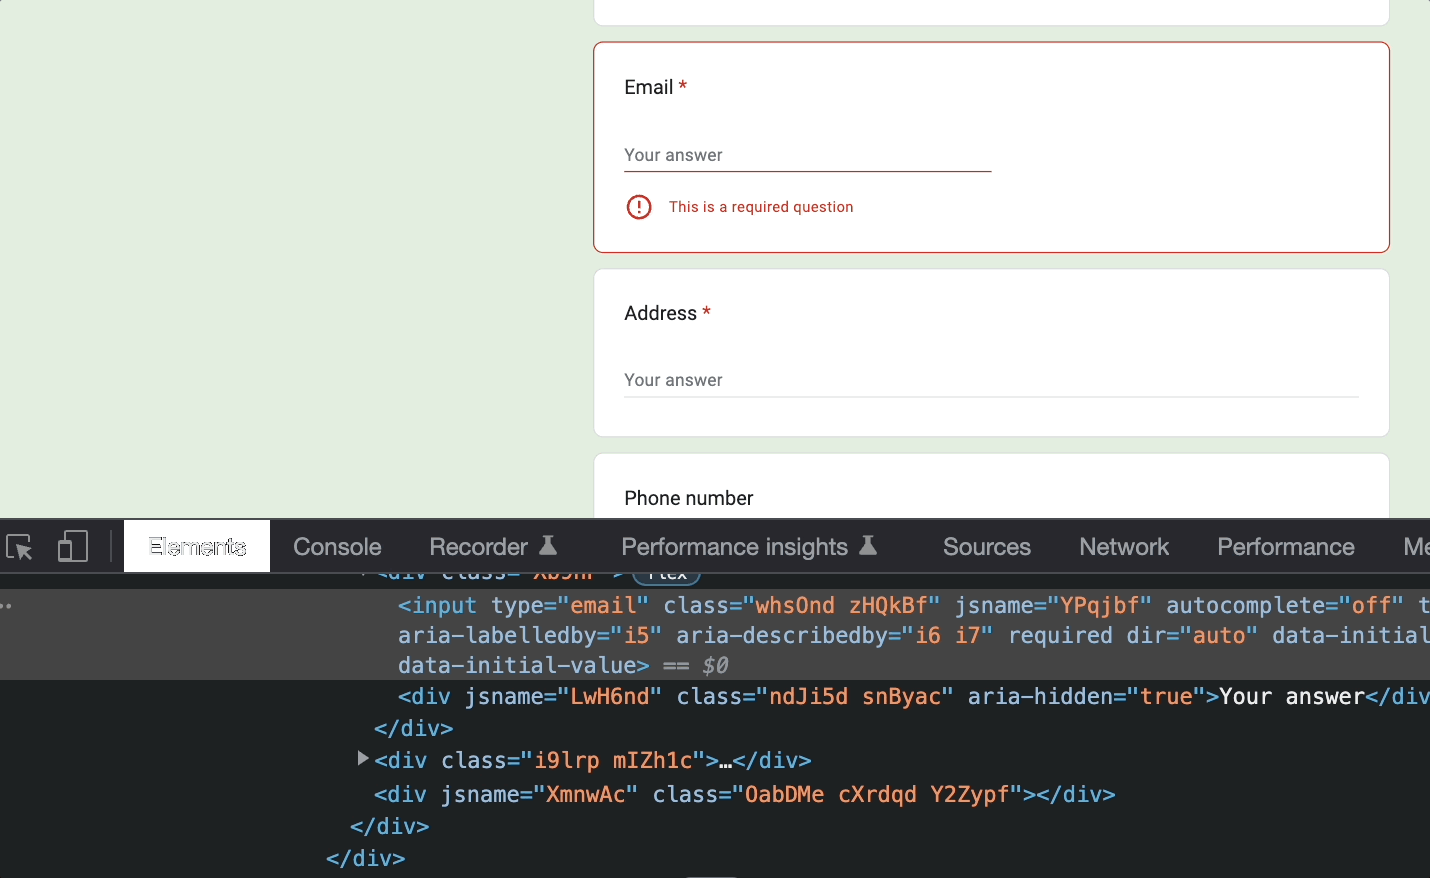 Email *
Your answer
This is a required question
Address *
Your answer
Phone number
Elements Console Recorder Performance insights Sources Network Performance Me
<div class="Xb9hP"> flex
<input type="email" class="whsOnd zHQkBf" jsname="YPqjbf" autocomplete="off" t
aria-labelledby="i5" aria-describedby="i6 i7" required dir="auto" data-initial
data-initial-value> == $0
<div jsname="LwH6nd" class="ndJi5d snByac" aria-hidden="true">Your answer</div
</div>
<div class="i9lrp mIZh1c">…</div>
<div jsname="XmnwAc" class="OabDMe cXrdqd Y2Zypf"></div>
</div>
</div>